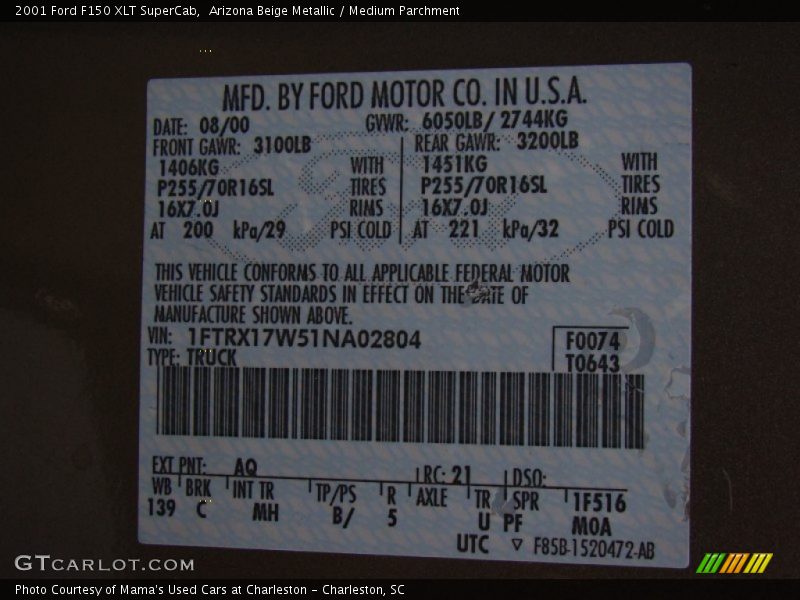 2001 Ford F150 XLT SuperCab, Arizona Beige Metallic / Medium Parchment
MFD. BY FORD MOTOR CO. IN U.S.A.
DATE: 08/00 GVWR: 6050LB/ 2744KG
FRONT GAWR: 3100LB REAR GAWR: 3200LB
1406KG WITH 1451KG WITH
P255/70R16SL TIRES P255/70R16SL TIRES
16X7.0J RIMS 16X7.0J RIMS
AT 200 kPa/29 PSI COLD AT 221 kPa/32 PSI COLD
THIS VEHICLE CONFORMS TO ALL APPLICABLE FEDERAL MOTOR
VEHICLE SAFETY STANDARDS IN EFFECT ON THE DATE OF
MANUFACTURE SHOWN ABOVE.
VIN: 1FTRX17W51NA02804 F0074
TYPE: TRUCK T0643
EXT PNT: AQ RC: 21 DSO:
WB BRK INT TR TP/PS R AXLE TR SPR 1F516
139 C MH B/ 5 U PF M0A
UTC ▽ F85B-1520472-AB
GTCARLOT.COM
Photo Courtesy of Mama's Used Cars at Charleston - Charleston, SC